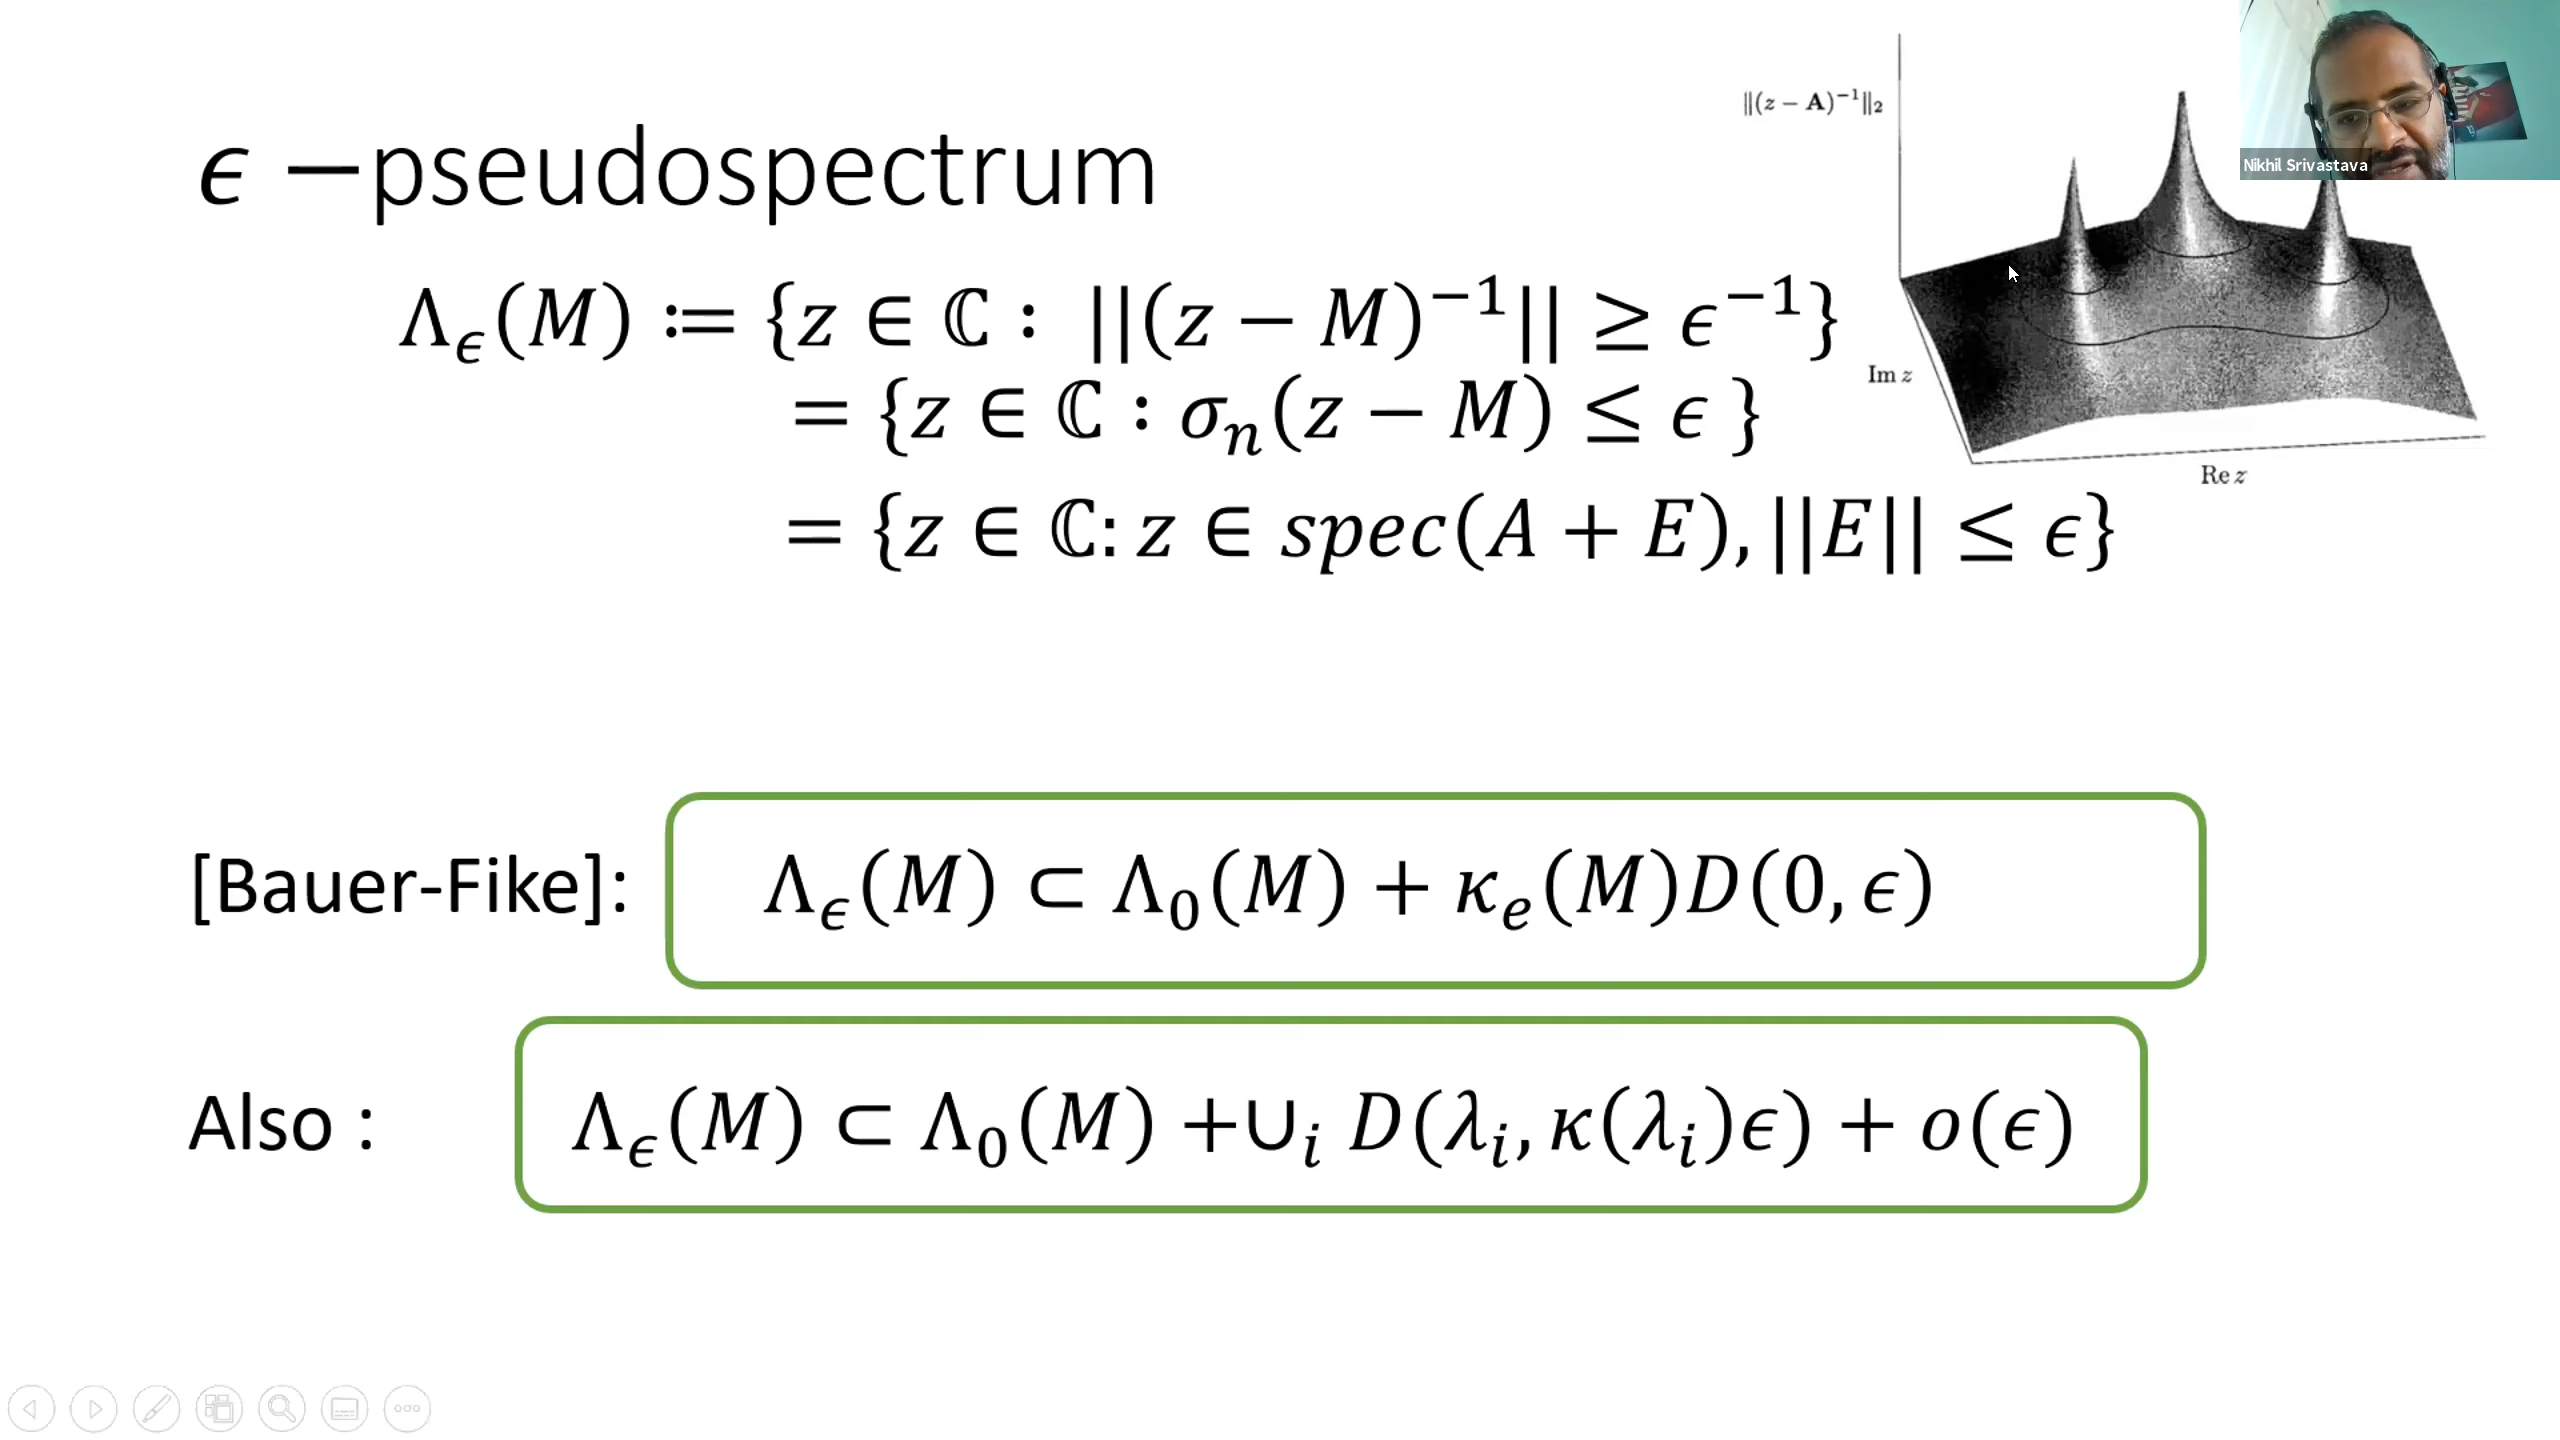 ϵ −pseudospectrum
Λ_ϵ(M) ≔ {z ∈ ℂ : ||(z − M)^{−1}|| ≥ ϵ^{−1}}
= {z ∈ ℂ : σ_n(z − M) ≤ ϵ }
= {z ∈ ℂ: z ∈ spec(A + E), ||E|| ≤ ϵ}
‖(z − A)^{−1}‖_2
Im z
Re z
Nikhil Srivastava
[Bauer-Fike]: Λ_ϵ(M) ⊂ Λ_0(M) + κ_e(M)D(0, ϵ)
Also : Λ_ϵ(M) ⊂ Λ_0(M) +∪_i D(λ_i, κ(λ_i)ϵ) + o(ϵ)